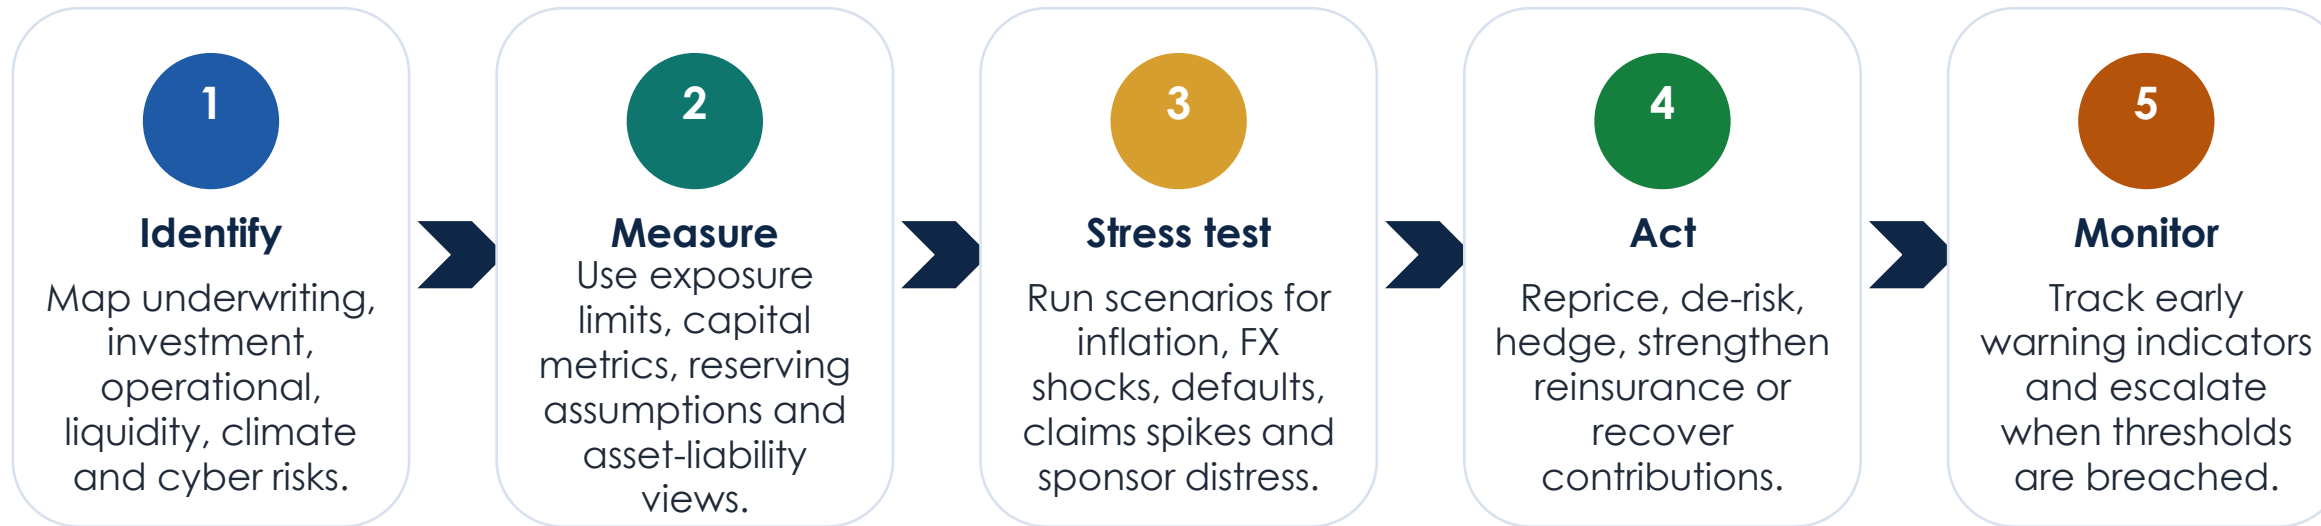 1
Identify
Map underwriting,
investment,
operational,
liquidity, climate
and cyber risks.
2
Measure
Use exposure
limits, capital
metrics, reserving
assumptions and
asset-liability
views.
3
Stress test
Run scenarios for
inflation, FX
shocks, defaults,
claims spikes and
sponsor distress.
4
Act
Reprice, de-risk,
hedge, strengthen
reinsurance or
recover
contributions.
5
Monitor
Track early
warning indicators
and escalate
when thresholds
are breached.